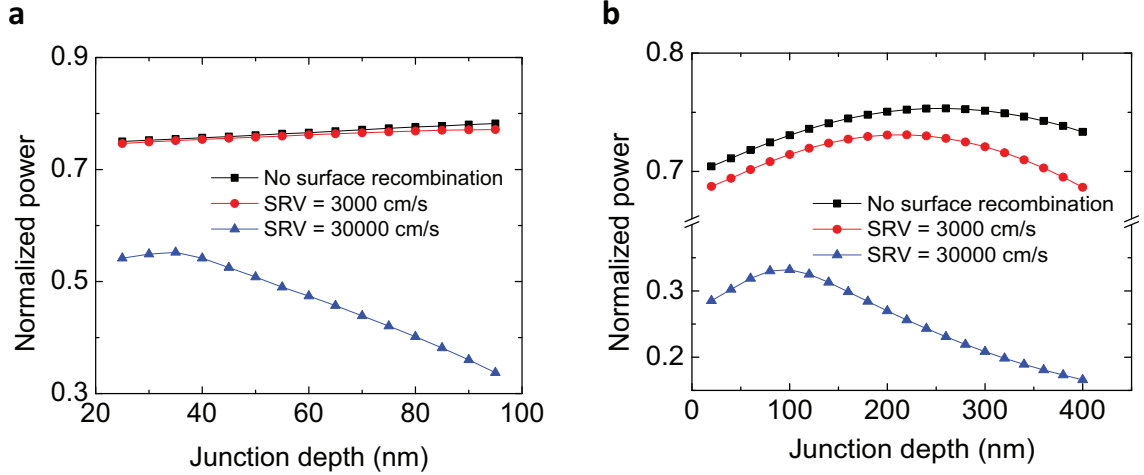 a
0.9
0.7
0.5
0.3
Normalized power
No surface recombination
SRV = 3000 cm/s
SRV = 30000 cm/s
20
40
60
80
100
Junction depth (nm)
b
0.8
0.7
0.3
0.2
Normalized power
No surface recombination
SRV = 3000 cm/s
SRV = 30000 cm/s
0
100
200
300
400
Junction depth (nm)